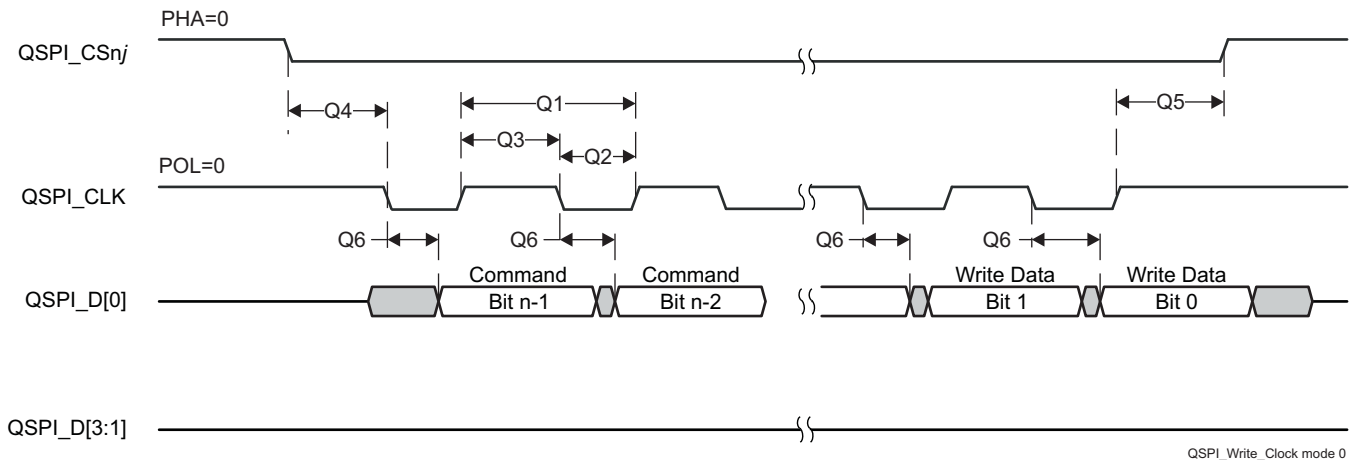 PHA=0
QSPI_CSnj
Q4
Q1
Q5
Q3
Q2
POL=0
QSPI_CLK
Q6
Q6
Q6
Q6
Command
Command
Write Data
Write Data
QSPI_D[0]
Bit n-1
Bit n-2
Bit 1
Bit 0
QSPI_D[3:1]
QSPI_Write_Clock mode 0